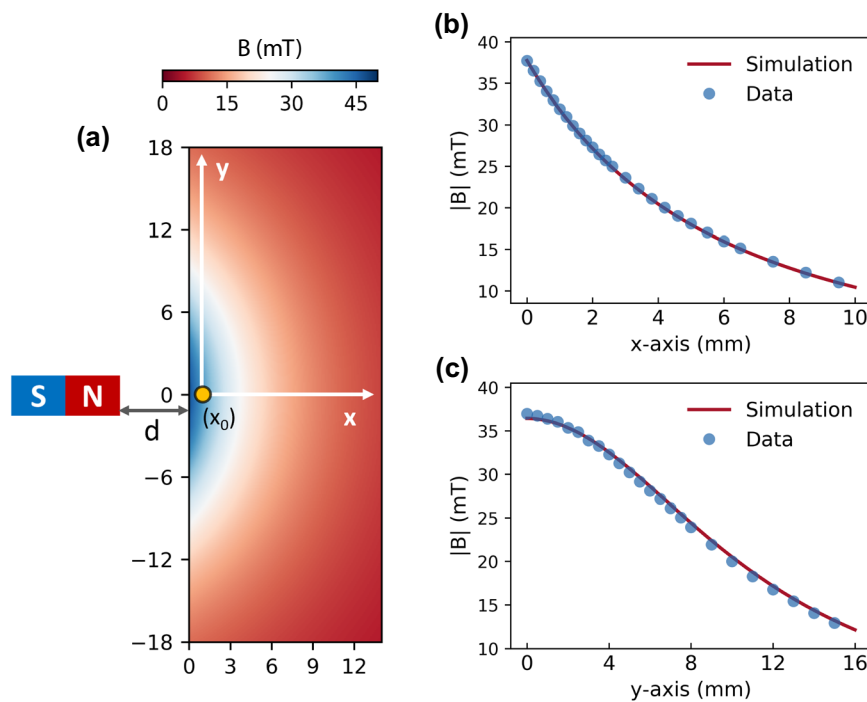 B (mT)
0 15 30 45
(a)
18
12
6
0
−6
−12
−18
0 3 6 9 12
y
x
(x0)
S N
d
(b)
40
35
30
25
20
15
10
|B| (mT)
Simulation
Data
0 2 4 6 8 10
x-axis (mm)
(c)
40
35
30
25
20
15
10
|B| (mT)
Simulation
Data
0 4 8 12 16
y-axis (mm)